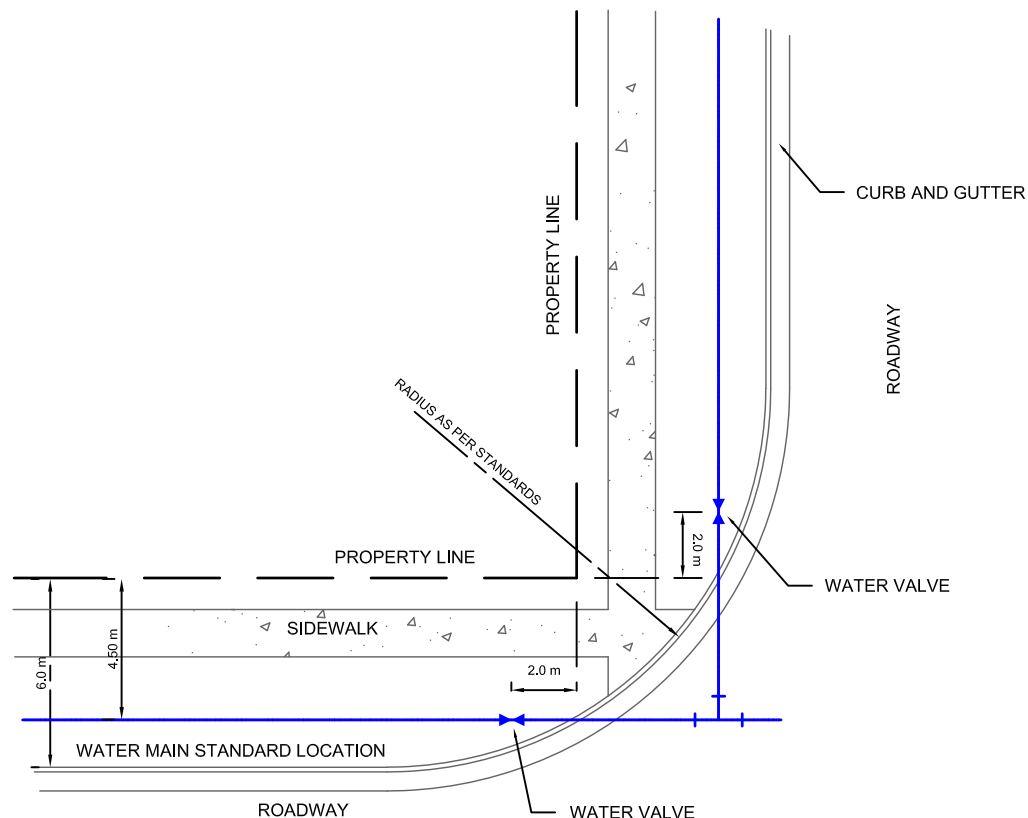 CURB AND GUTTER
PROPERTY LINE
ROADWAY
RADIUS AS PER STANDARDS
2.0 m
PROPERTY LINE
WATER VALVE
SIDEWALK
4.50 m
6.0 m
2.0 m
WATER MAIN STANDARD LOCATION
ROADWAY
WATER VALVE